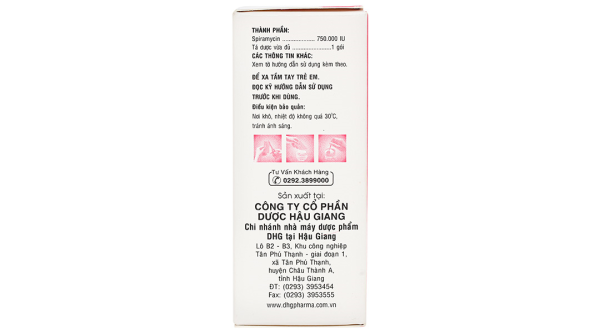 THÀNH PHẦN:
Spiramycin .................... 750.000 IU
Tá dược vừa đủ ........................1 gói
CÁC THÔNG TIN KHÁC:
Xem tờ hướng dẫn sử dụng kèm theo.
ĐỂ XA TẦM TAY TRẺ EM.
ĐỌC KỸ HƯỚNG DẪN SỬ DỤNG
TRƯỚC KHI DÙNG.
Điều kiện bảo quản:
Nơi khô, nhiệt độ không quá 30°C,
tránh ánh sáng.
Tư Vấn Khách Hàng
0292.3899000
Sản xuất tại:
CÔNG TY CỔ PHẦN
DƯỢC HẬU GIANG
Chi nhánh nhà máy dược phẩm
DHG tại Hậu Giang
Lô B2 - B3, Khu công nghiệp
Tân Phú Thạnh - giai đoạn 1,
xã Tân Phú Thạnh,
huyện Châu Thành A,
tỉnh Hậu Giang
ĐT: (0293) 3953454
Fax: (0293) 3953555
www.dhgpharma.com.vn